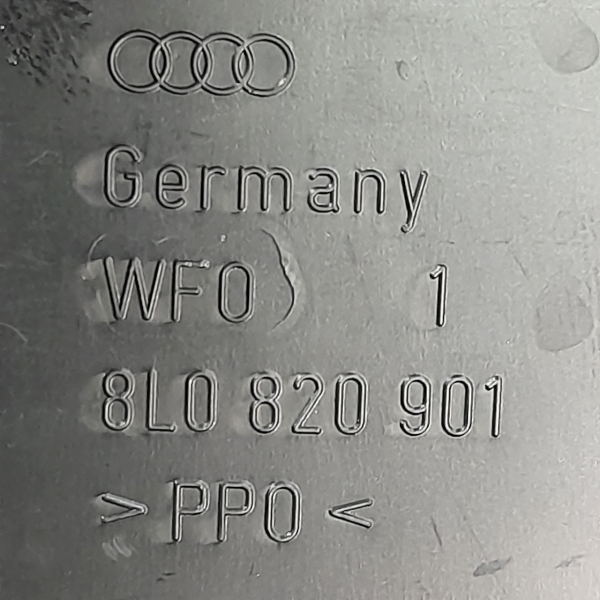 Germany
WFO 1
8L0 820 901
> PPO <